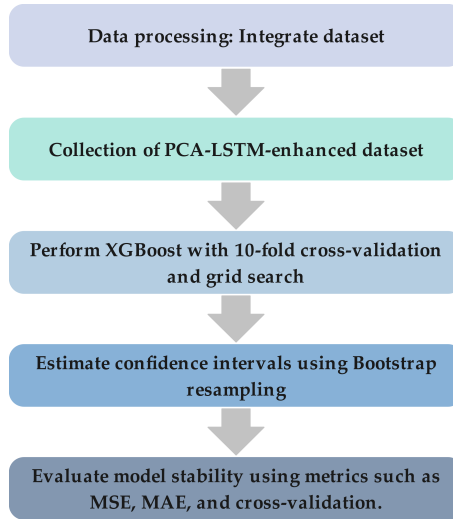 Data processing: Integrate dataset
Collection of PCA-LSTM-enhanced dataset
Perform XGBoost with 10-fold cross-validation
and grid search
Estimate confidence intervals using Bootstrap
resampling
Evaluate model stability using metrics such as
MSE, MAE, and cross-validation.